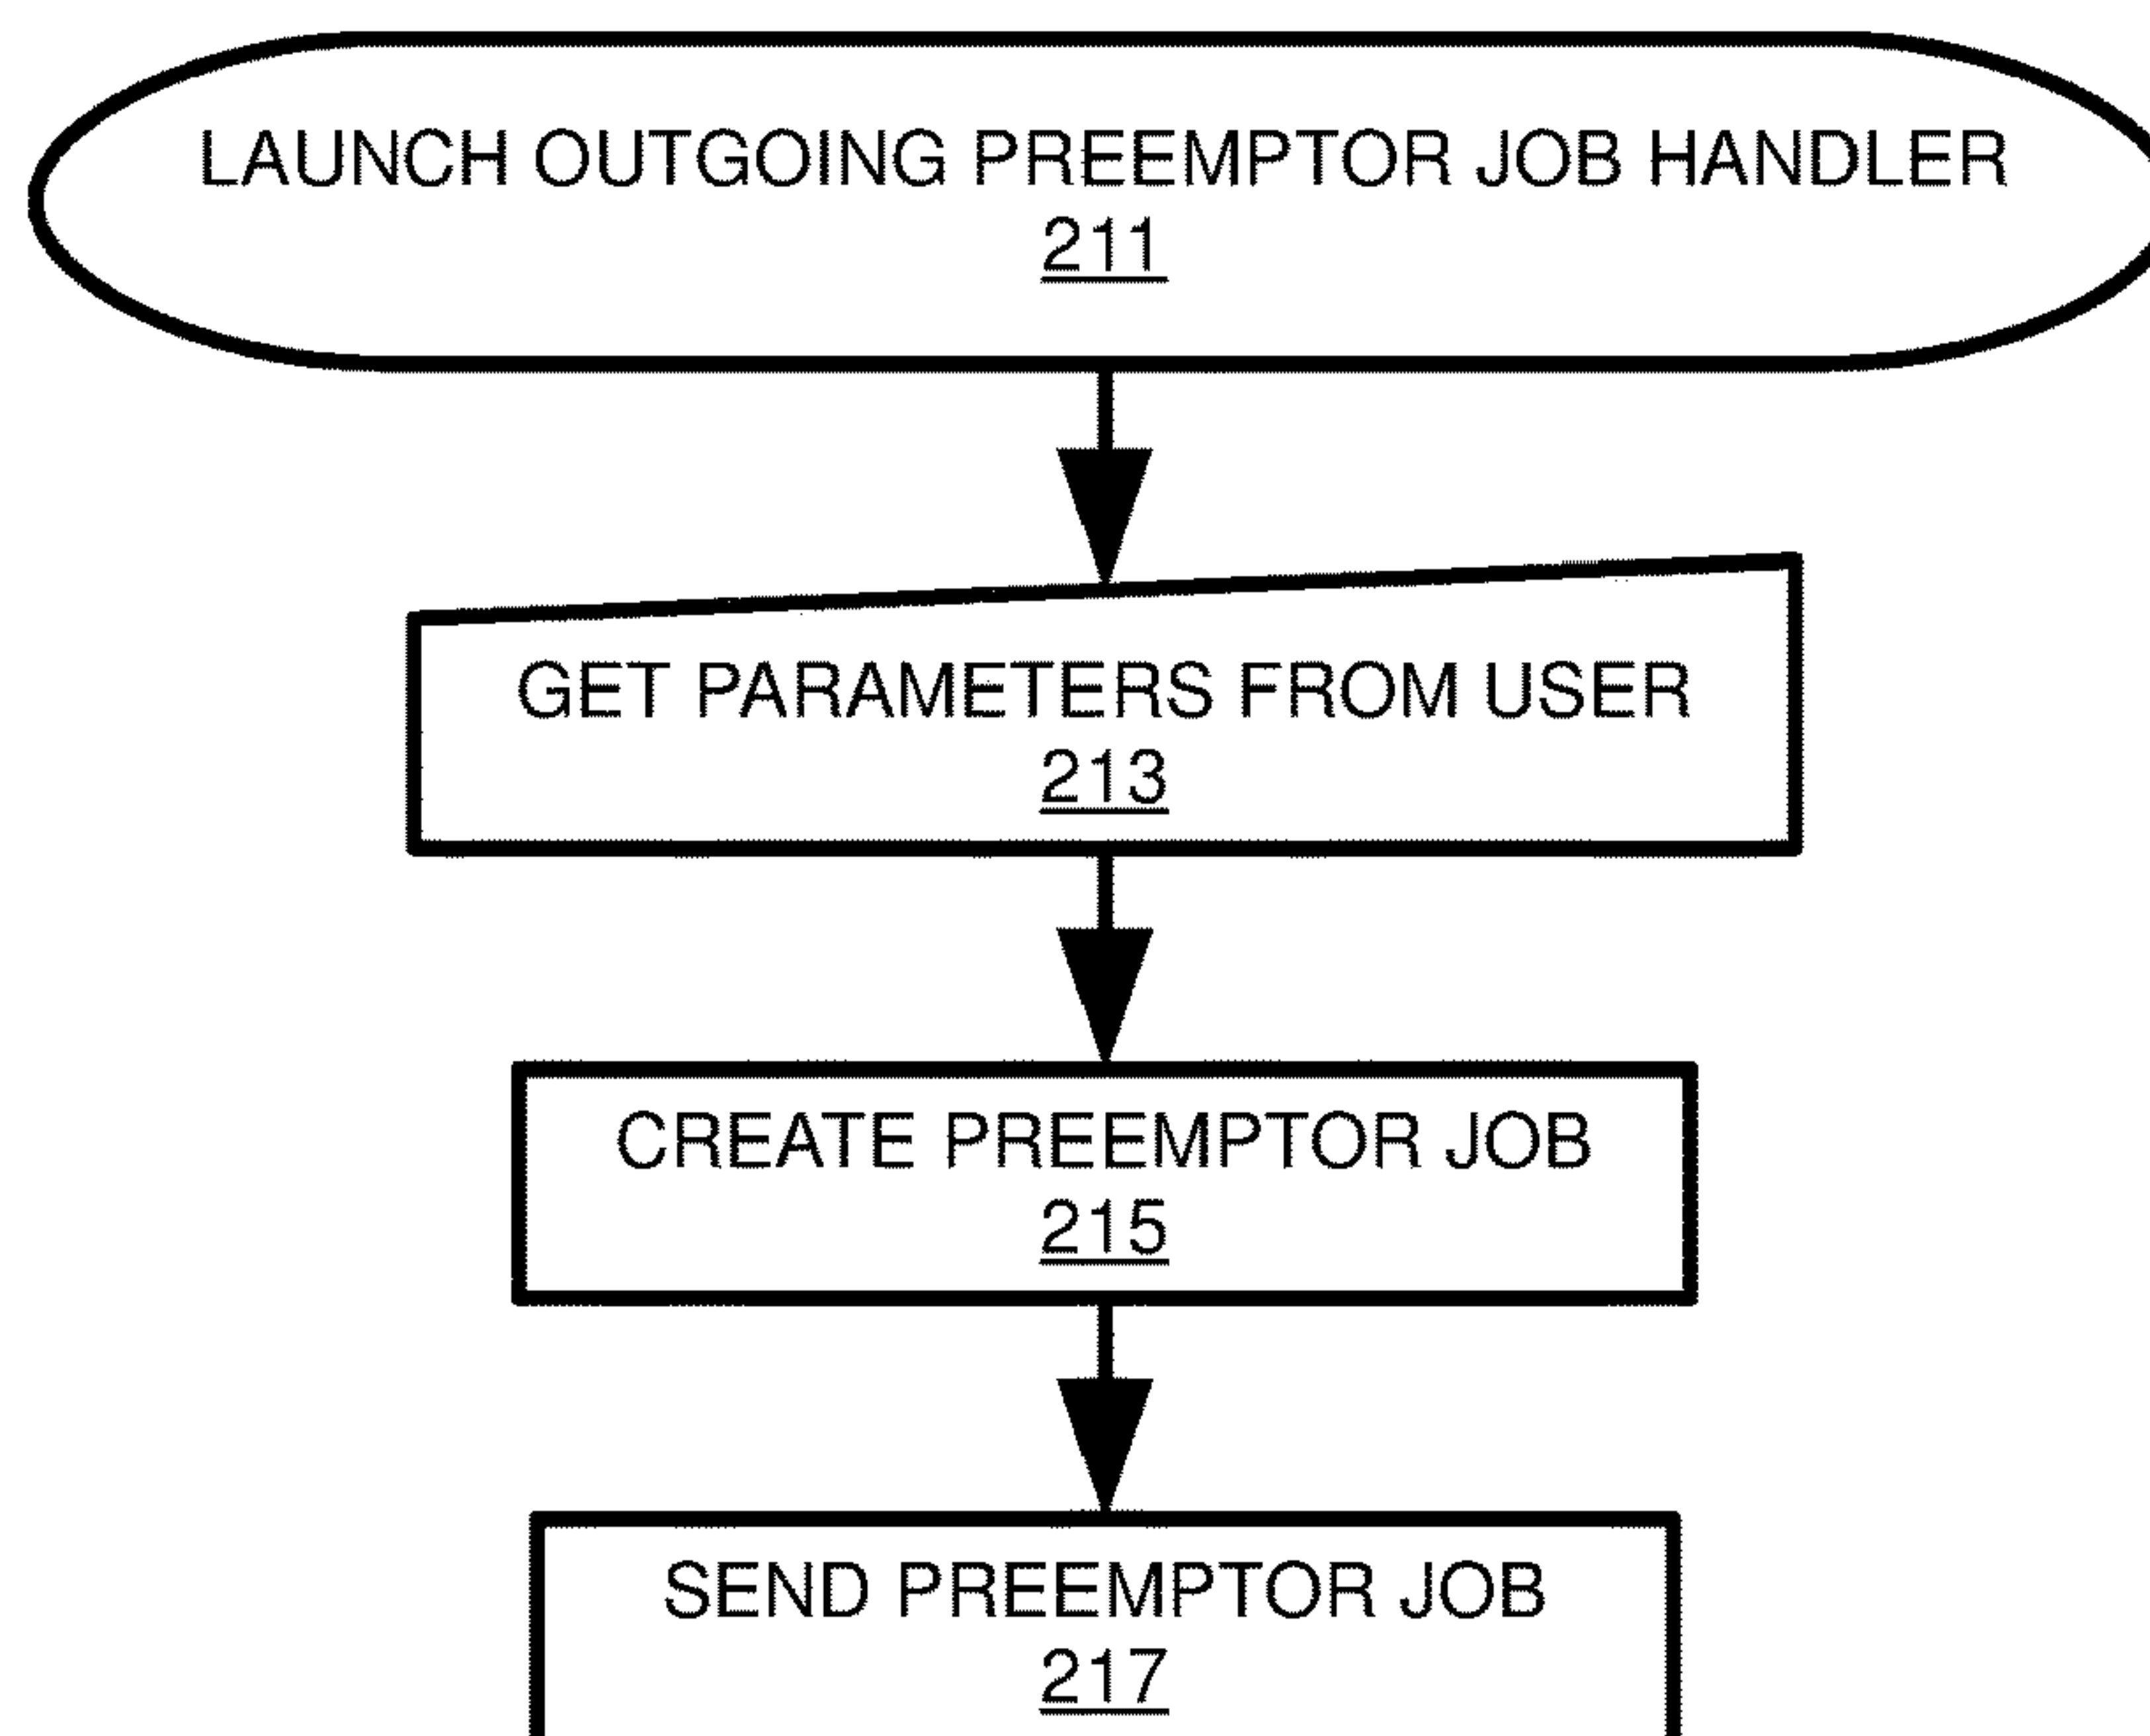 LAUNCH OUTGOING PREEMPTOR JOB HANDLER
211
GET PARAMETERS FROM USER
213
CREATE PREEMPTOR JOB
215
SEND PREEMPTOR JOB
217